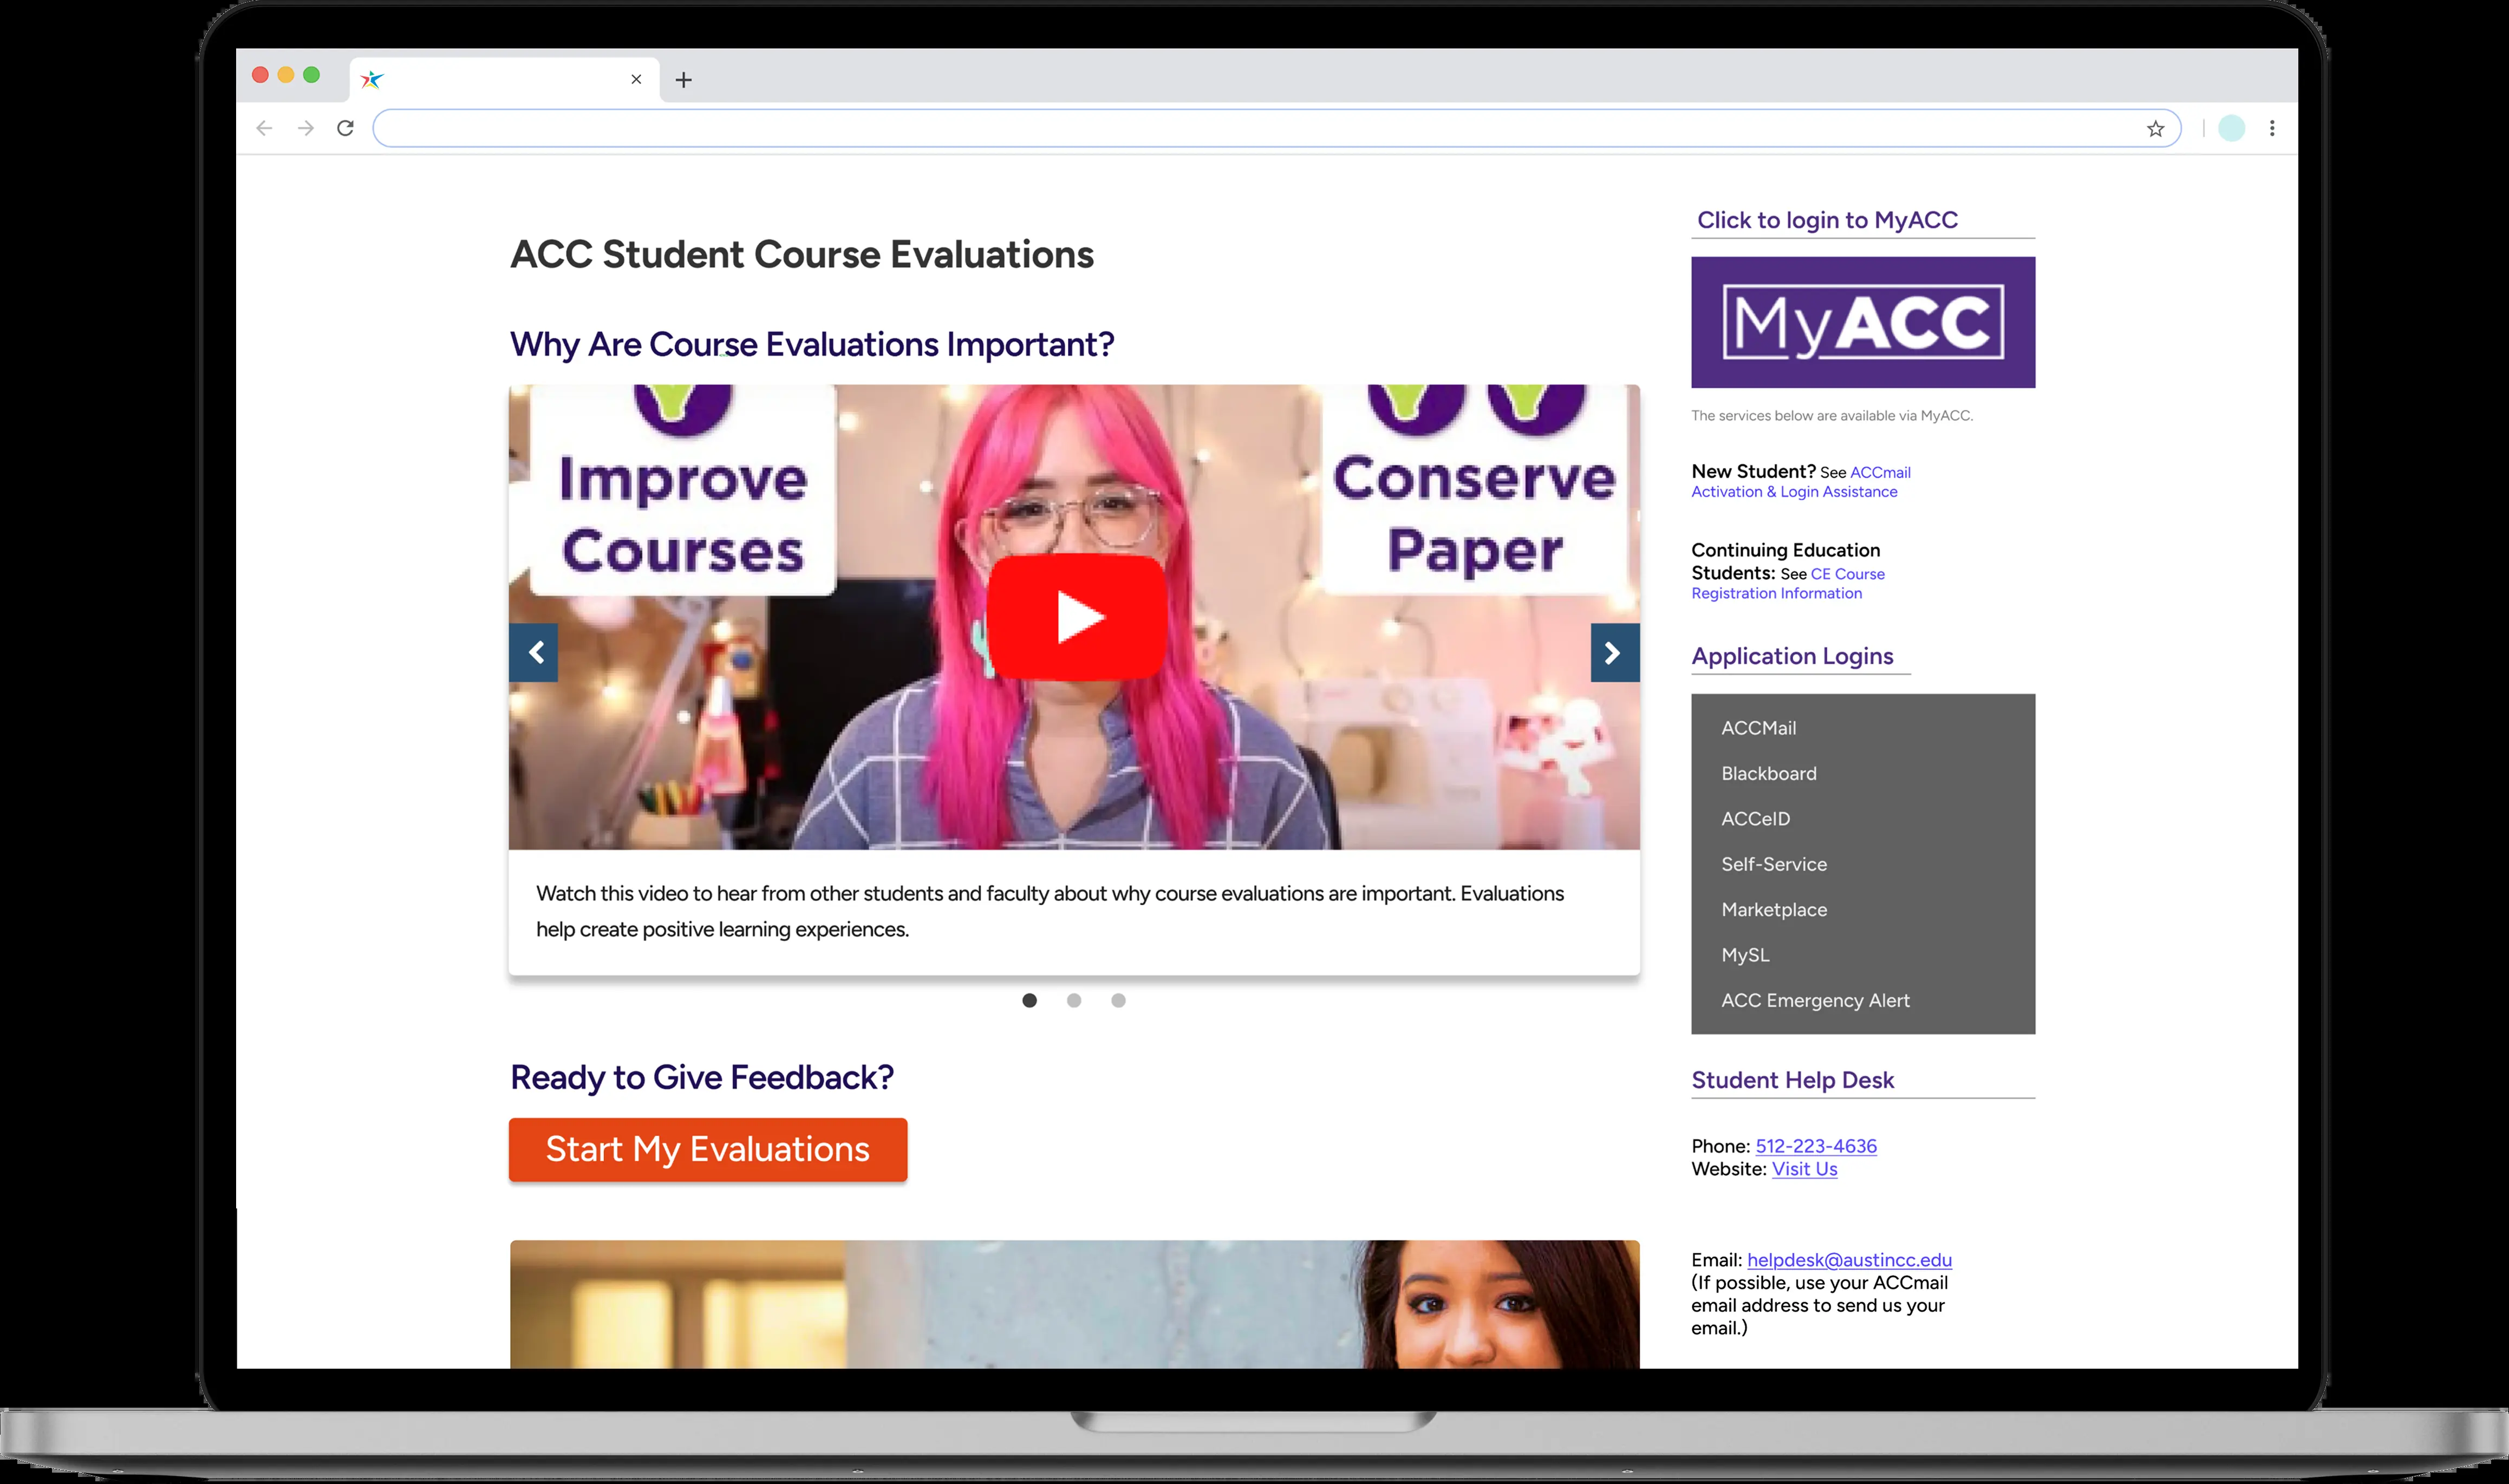 ACC Student Course Evaluations
Why Are Course Evaluations Important?
Improve
Courses
Conserve
Paper
Watch this video to hear from other students and faculty about why course evaluations are important. Evaluations
help create positive learning experiences.
Ready to Give Feedback?
Start My Evaluations
Click to login to MyACC
MyACC
The services below are available via MyACC.
New Student? See ACCmail
Activation & Login Assistance
Continuing Education
Students: See CE Course
Registration Information
Application Logins
ACCMail
Blackboard
ACCeID
Self-Service
Marketplace
MySL
ACC Emergency Alert
Student Help Desk
Phone: 512-223-4636
Website: Visit Us
Email: helpdesk@austincc.edu
(If possible, use your ACCmail
email address to send us your
email.)